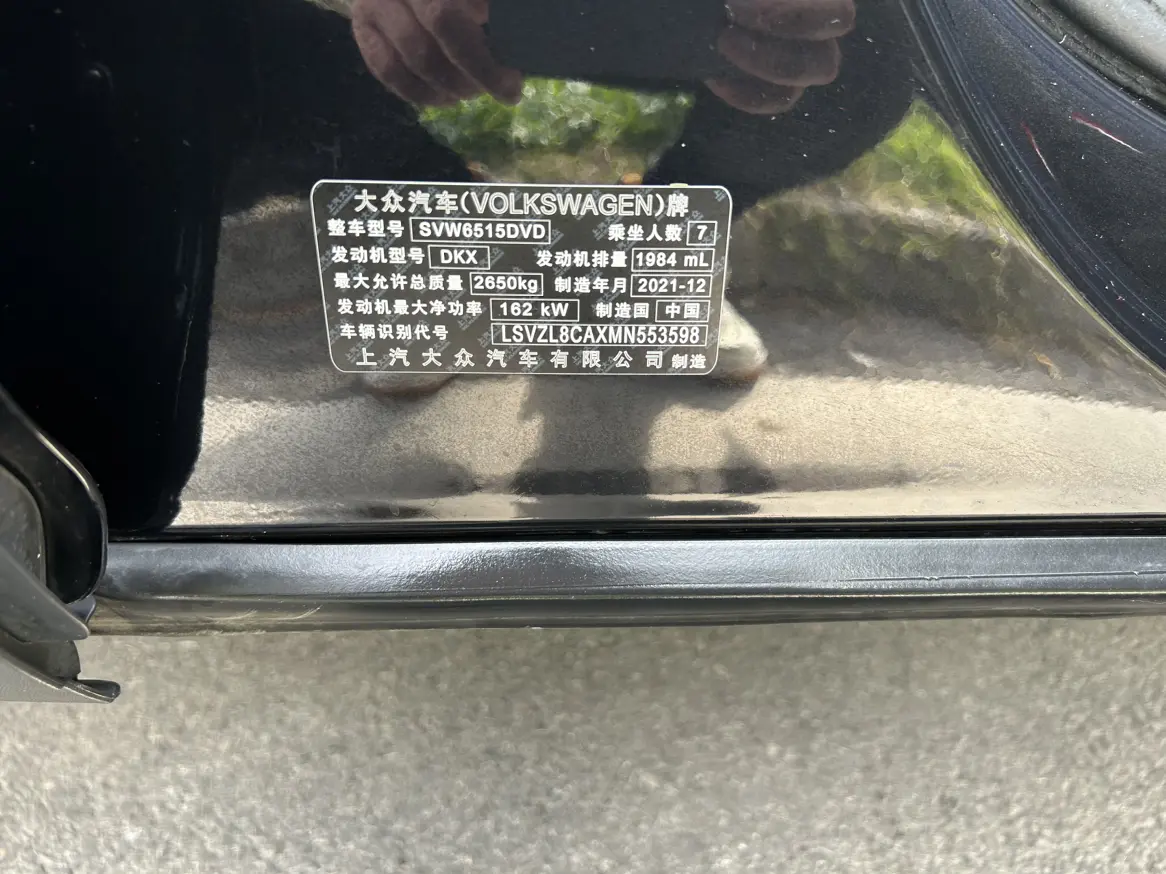 大众汽车(VOLKSWAGEN)牌
整车型号 SVW6515DVD 乘坐人数 7
发动机型号 DKX 发动机排量 1984 mL
最大允许总质量 2650kg 制造年月 2021-12
发动机最大净功率 162 kW 制造国 中国
车辆识别代号 LSVZL8CAXMN553598
上汽大众汽车有限公司 制造